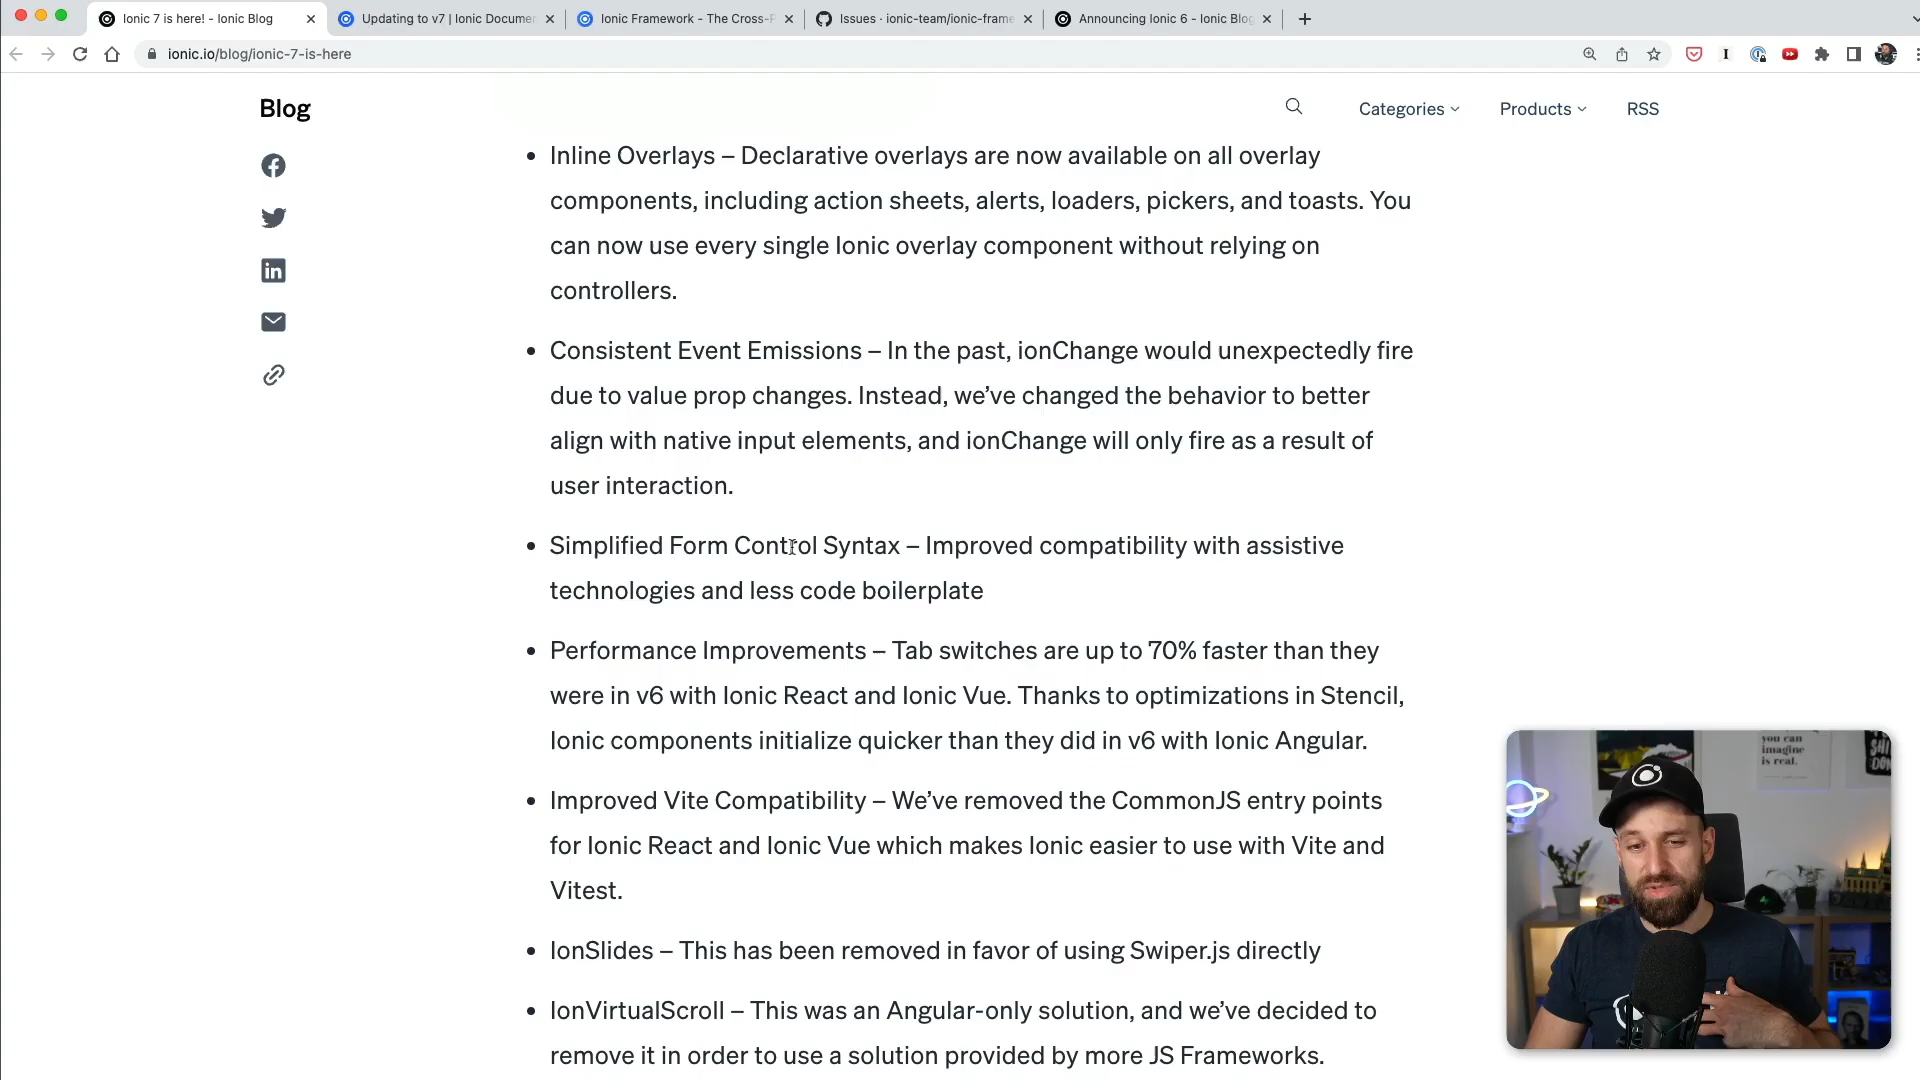 Ionic 7 is here! - Ionic Blog
Updating to v7 | Ionic Documen
Ionic Framework - The Cross-P
Issues · ionic-team/ionic-frame
Announcing Ionic 6 - Ionic Blog
ionic.io/blog/ionic-7-is-here
Blog
Categories
Products
RSS
• Inline Overlays – Declarative overlays are now available on all overlay
components, including action sheets, alerts, loaders, pickers, and toasts. You
can now use every single Ionic overlay component without relying on
controllers.
• Consistent Event Emissions – In the past, ionChange would unexpectedly fire
due to value prop changes. Instead, we’ve changed the behavior to better
align with native input elements, and ionChange will only fire as a result of
user interaction.
• Simplified Form Control Syntax – Improved compatibility with assistive
technologies and less code boilerplate
• Performance Improvements – Tab switches are up to 70% faster than they
were in v6 with Ionic React and Ionic Vue. Thanks to optimizations in Stencil,
Ionic components initialize quicker than they did in v6 with Ionic Angular.
• Improved Vite Compatibility – We’ve removed the CommonJS entry points
for Ionic React and Ionic Vue which makes Ionic easier to use with Vite and
Vitest.
• IonSlides – This has been removed in favor of using Swiper.js directly
• IonVirtualScroll – This was an Angular-only solution, and we’ve decided to
remove it in order to use a solution provided by more JS Frameworks.
you can
imagine
is real.